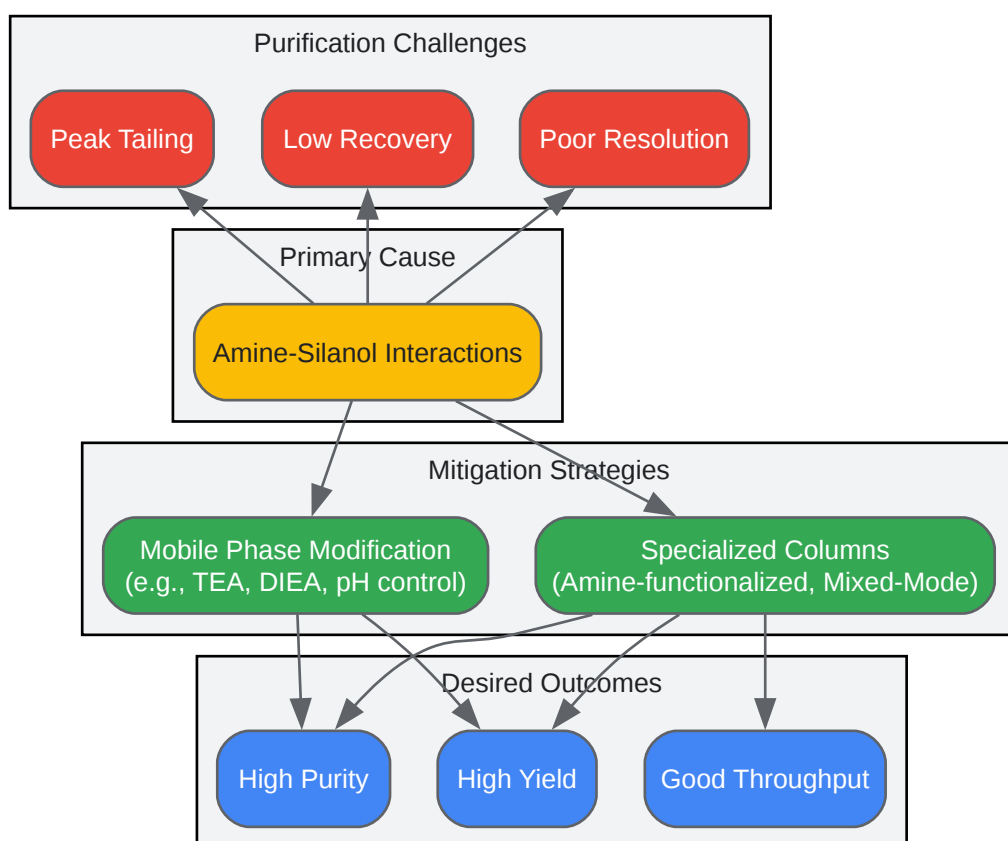 Purification Challenges
Peak Tailing
Low Recovery
Poor Resolution
Primary Cause
Amine-Silanol Interactions
Mitigation Strategies
Mobile Phase Modification
(e.g., TEA, DIEA, pH control)
Specialized Columns
(Amine-functionalized, Mixed-Mode)
Desired Outcomes
High Purity
High Yield
Good Throughput